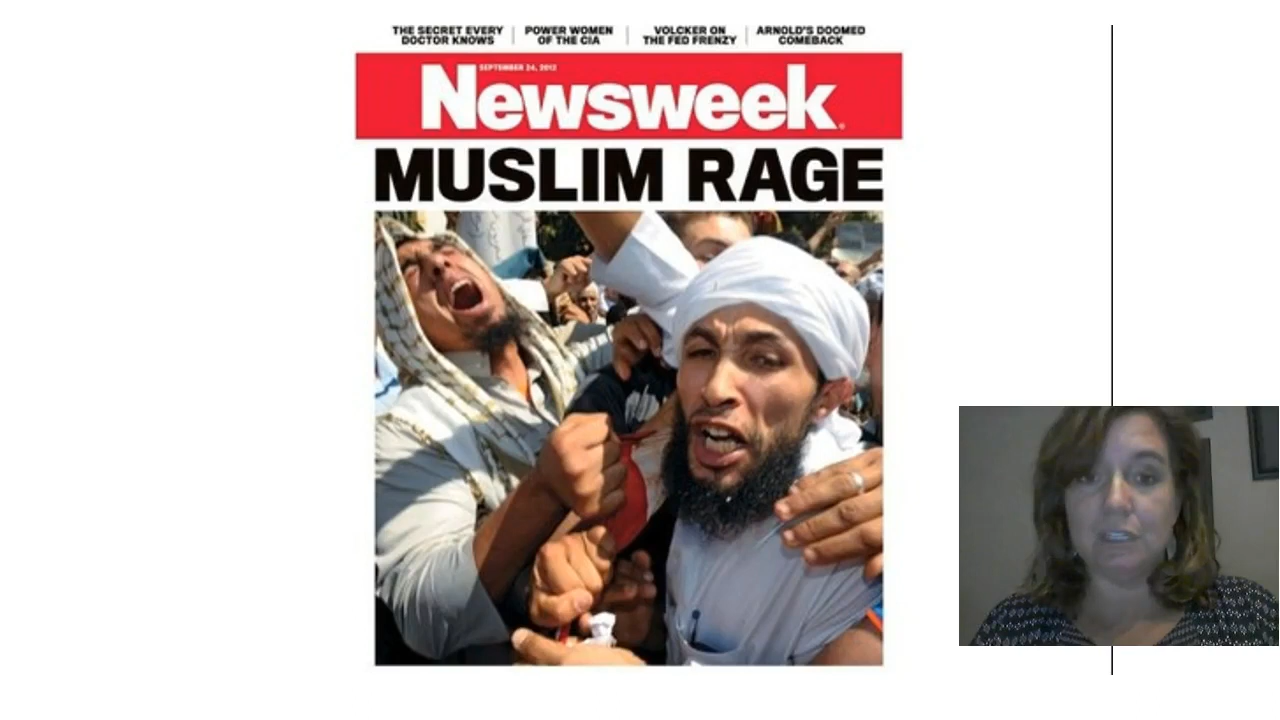 THE SECRET EVERY
DOCTOR KNOWS
POWER WOMEN
OF THE CIA
VOLCKER ON
THE FED FRENZY
ARNOLD'S DOOMED
COMEBACK
SEPTEMBER 24, 2012
Newsweek
MUSLIM RAGE